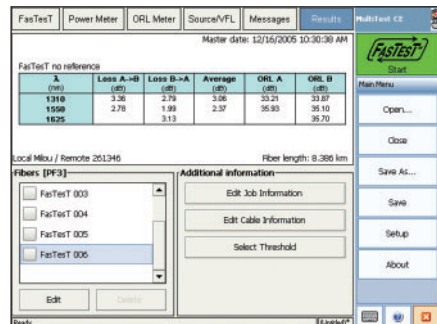 FasTesT Power Meter ORL Meter Source/VFL Messages Results MultiTest CE
Master date: 12/16/2005 10:30:38 AM
FASTEST
Start
FasTesT no reference
λ (nm) Loss A->B (dB) Loss B->A (dB) Average (dB) ORL A (dB) ORL B (dB)
1310 3.36 2.79 3.06 33.21 33.87
1550 2.78 1.99 2.37 35.93 35.10
1625 3.13 35.70
Local Milou / Remote 261346 Fiber length: 8.386 km
Main Menu
Open...
Close
Save As...
Save
Setup
About
Fibers [PF3]
FasTesT 003
FasTesT 004
FasTesT 005
FasTesT 006
Edit Delete
Additional information
Edit Job Information
Edit Cable Information
Select Threshold
Ready [Untitled]*